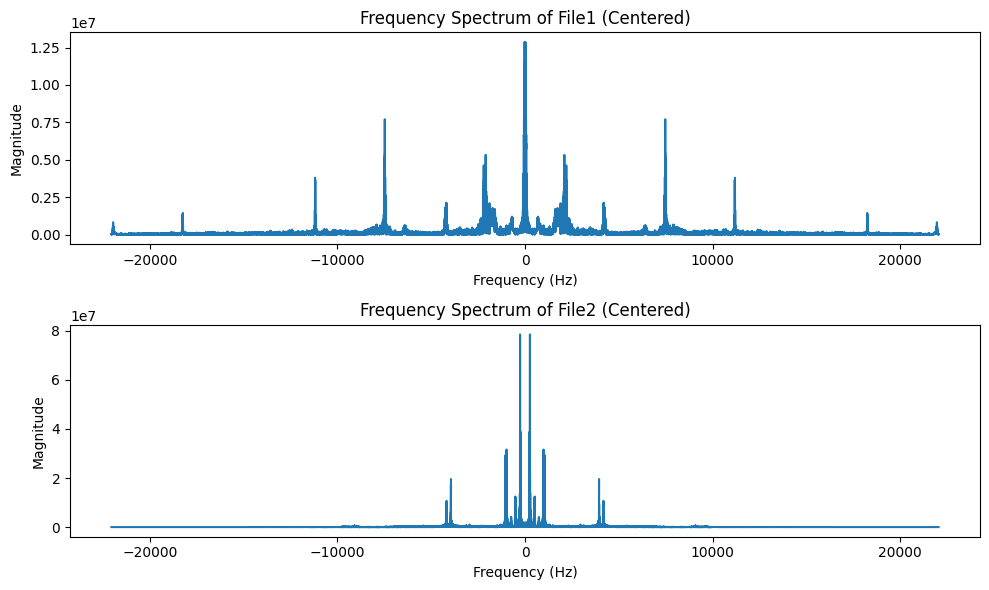 Frequency Spectrum of File1 (Centered)
1e7
1.25
1.00
0.75
0.50
0.25
0.00
Magnitude
−20000 −10000 0 10000 20000
Frequency (Hz)
Frequency Spectrum of File2 (Centered)
1e7
8
6
4
2
0
Magnitude
−20000 −10000 0 10000 20000
Frequency (Hz)